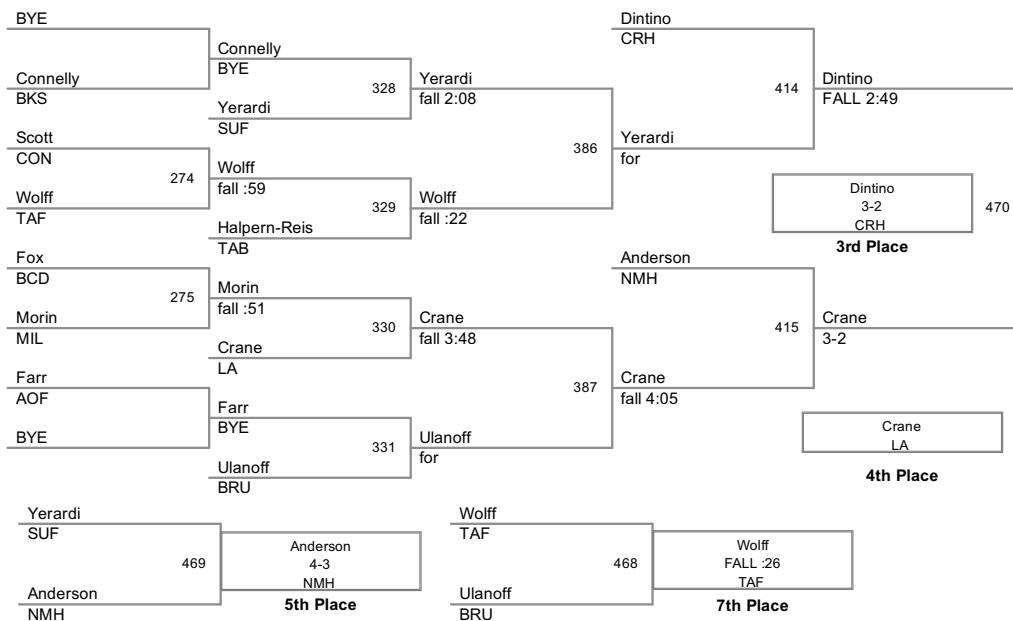 BYE
Connelly
BKS
Scott
CON
Wolff
TAF
Fox
BCD
Morin
MIL
Farr
AOF
BYE
274
275
Connelly
BYE
Yerardi
SUF
Wolff
fall :59
Halpern-Reis
TAB
Morin
fall :51
Crane
LA
Farr
BYE
Ulanoff
BRU
328
329
330
331
Yerardi
fall 2:08
Wolff
fall :22
Crane
fall 3:48
Ulanoff
for
386
387
Dintino
CRH
Yerardi
for
Anderson
NMH
Crane
fall 4:05
414
415
Dintino
FALL 2:49
Crane
3-2
Dintino
3-2
CRH
470
3rd Place
Crane
LA
4th Place
Yerardi
SUF
469
Anderson
NMH
Anderson
4-3
NMH
5th Place
Wolff
TAF
468
Ulanoff
BRU
Wolff
FALL :26
TAF
7th Place